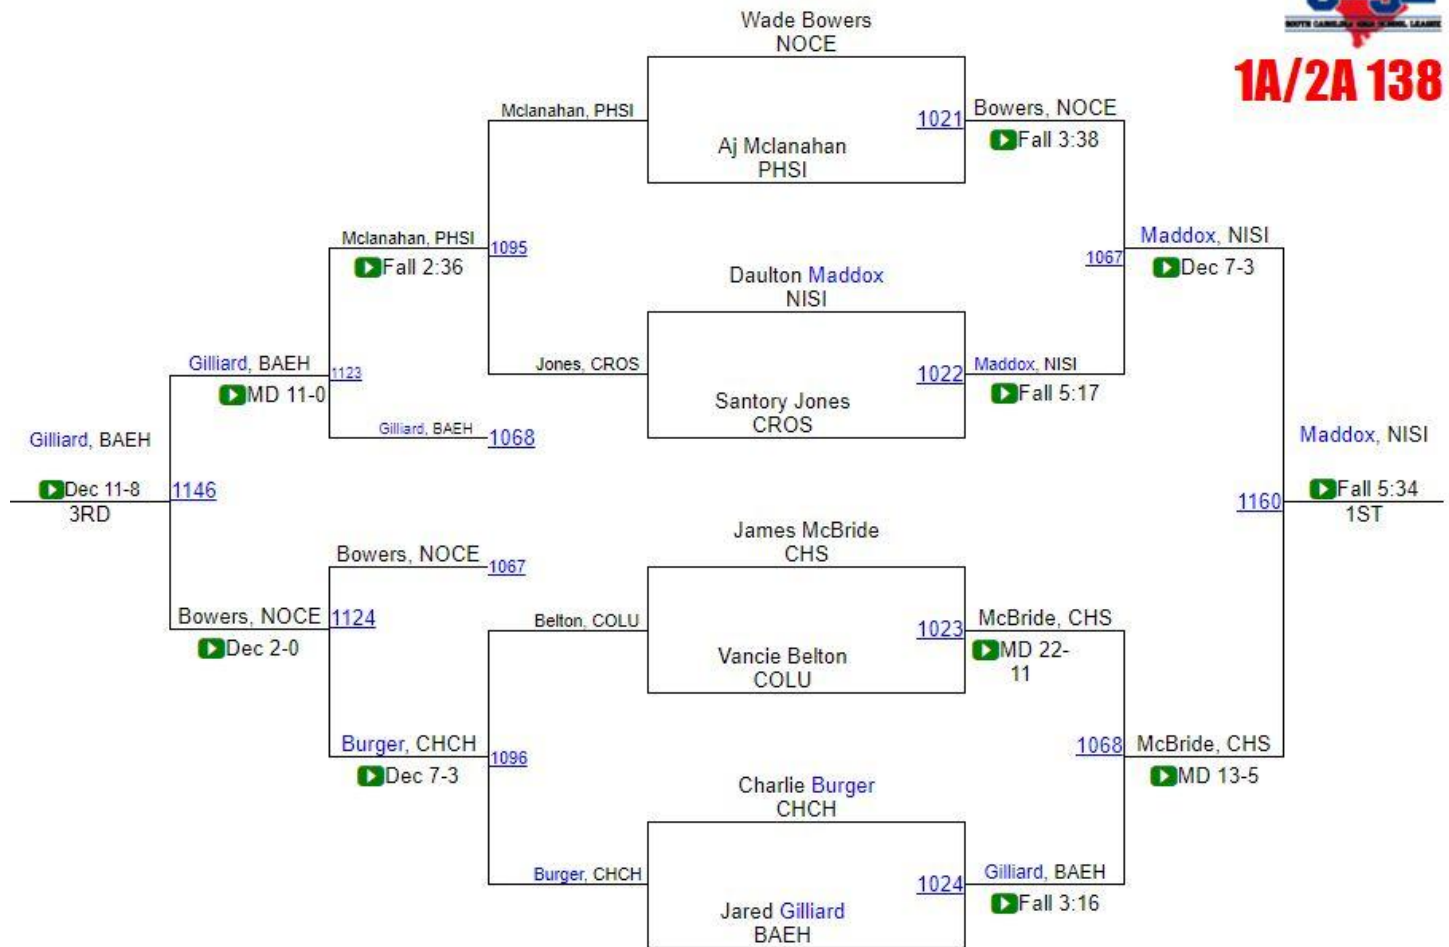 SOUTH CAROLINA HIGH SCHOOL LEAGUE
1A/2A 138
Wade Bowers
NOCE
Mclanahan, PHSI
1021
Bowers, NOCE
Fall 3:38
Aj Mclanahan
PHSI
Mclanahan, PHSI
Fall 2:36
1095
Daulton Maddox
NISI
1067
Maddox, NISI
Dec 7-3
Gilliard, BAEH
MD 11-0
1123
Jones, CROS
1022
Maddox, NISI
Fall 5:17
Santory Jones
CROS
Gilliard, BAEH
1068
Gilliard, BAEH
Dec 11-8
3RD
1146
Maddox, NISI
Fall 5:34
1ST
1160
James McBride
CHS
Bowers, NOCE
1067
Bowers, NOCE
Dec 2-0
1124
Belton, COLU
1023
McBride, CHS
MD 22-
11
Vancie Belton
COLU
Burger, CHCH
Dec 7-3
1096
1068
McBride, CHS
MD 13-5
Charlie Burger
CHCH
Burger, CHCH
1024
Gilliard, BAEH
Fall 3:16
Jared Gilliard
BAEH